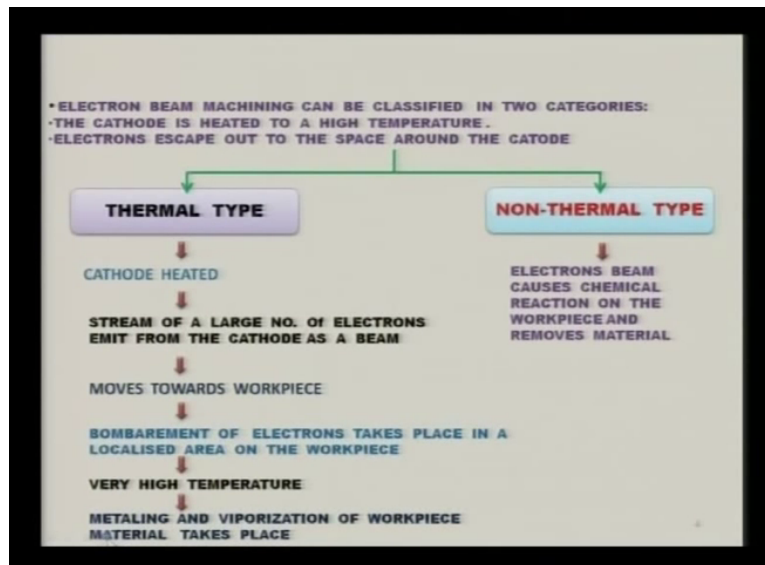 • ELECTRON BEAM MACHINING CAN BE CLASSIFIED IN TWO CATEGORIES:
·THE CATHODE IS HEATED TO A HIGH TEMPERATURE.
·ELECTRONS ESCAPE OUT TO THE SPACE AROUND THE CATODE
THERMAL TYPE
CATHODE HEATED
STREAM OF A LARGE NO. Of ELECTRONS
EMIT FROM THE CATHODE AS A BEAM
MOVES TOWARDS WORKPIECE
BOMBAREMENT OF ELECTRONS TAKES PLACE IN A
LOCALISED AREA ON THE WORKPIECE
VERY HIGH TEMPERATURE
METALING AND VIPORIZATION OF WORKPIECE
MATERIAL TAKES PLACE
NON-THERMAL TYPE
ELECTRONS BEAM
CAUSES CHEMICAL
REACTION ON THE
WORKPIECE AND
REMOVES MATERIAL